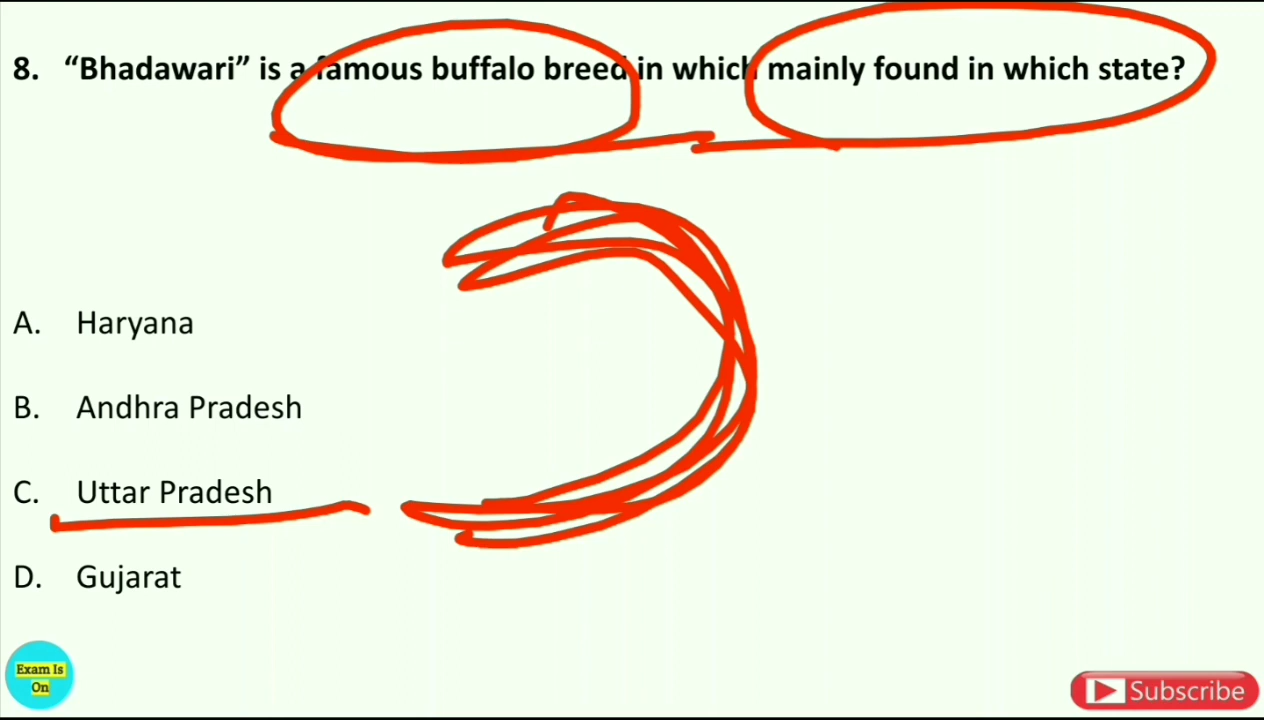 8. “Bhadawari” is a famous buffalo breed in which mainly found in which state?
A. Haryana
B. Andhra Pradesh
C. Uttar Pradesh
D. Gujarat
Exam Is
On
Subscribe